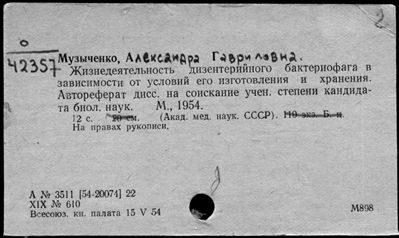 2
О
42357
Музыченко, Александра Гавриловна.
Жизнедеятельность дизентерийного бактериофага в
зависимости от условий его изготовления и хранения.
Автореферат дисс. на соискание учен. степени кандида-
та биол. наук. М., 1954.
12 с. 20 см. (Акад. мед. наук. СССР). 110 экз. Б. ц.
На правах рукописи.
А № 3511 [54-20074] 22
XIX № 610
Всесоюз. кн. палата 15 V 54
М898
2